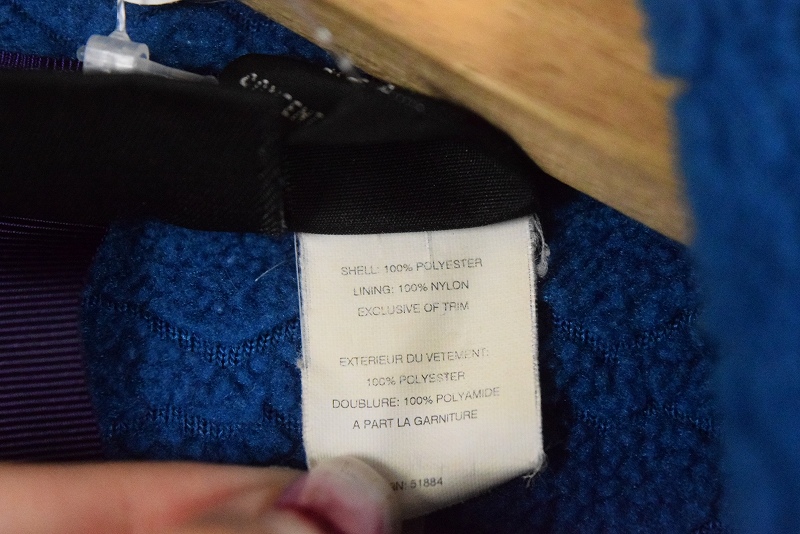 SHELL: 100% POLYESTER
LINING: 100% NYLON
EXCLUSIVE OF TRIM
EXTERIEUR DU VETEMENT:
100% POLYESTER
DOUBLURE: 100% POLYAMIDE
A PART LA GARNITURE
51884